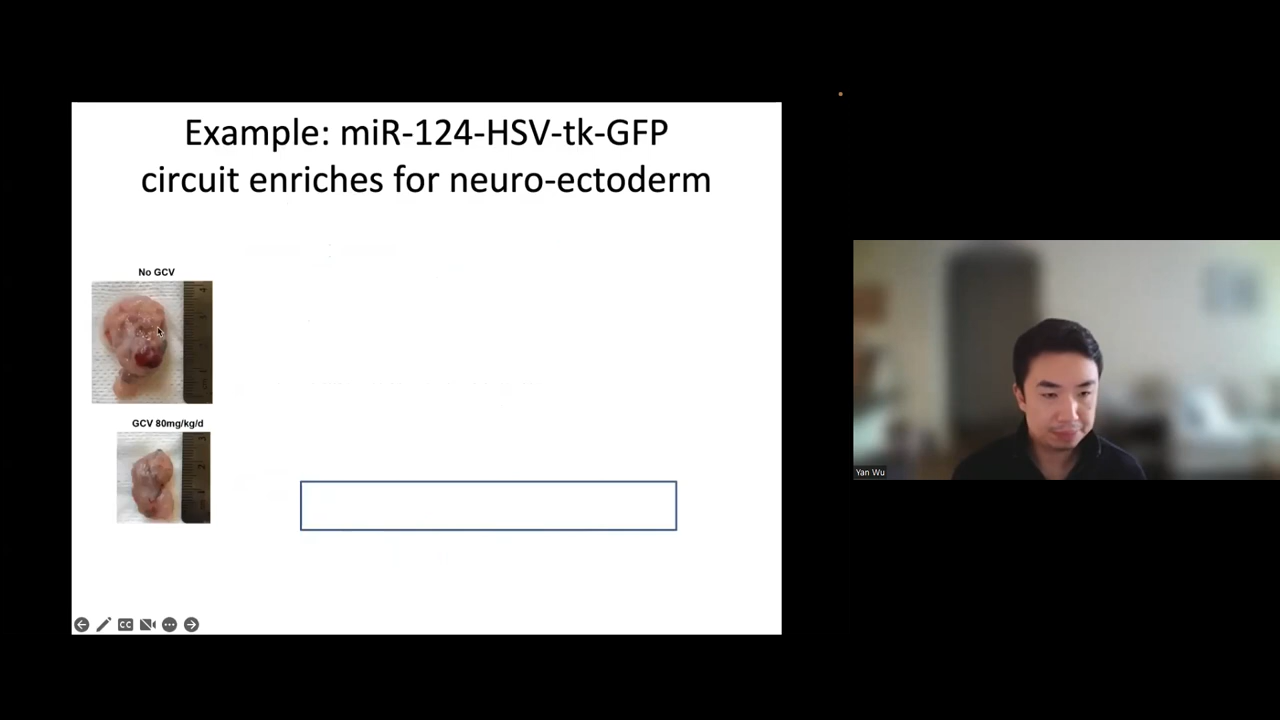 Example: miR-124-HSV-tk-GFP
circuit enriches for neuro-ectoderm
No GCV
GCV 80mg/kg/d
Yan Wu